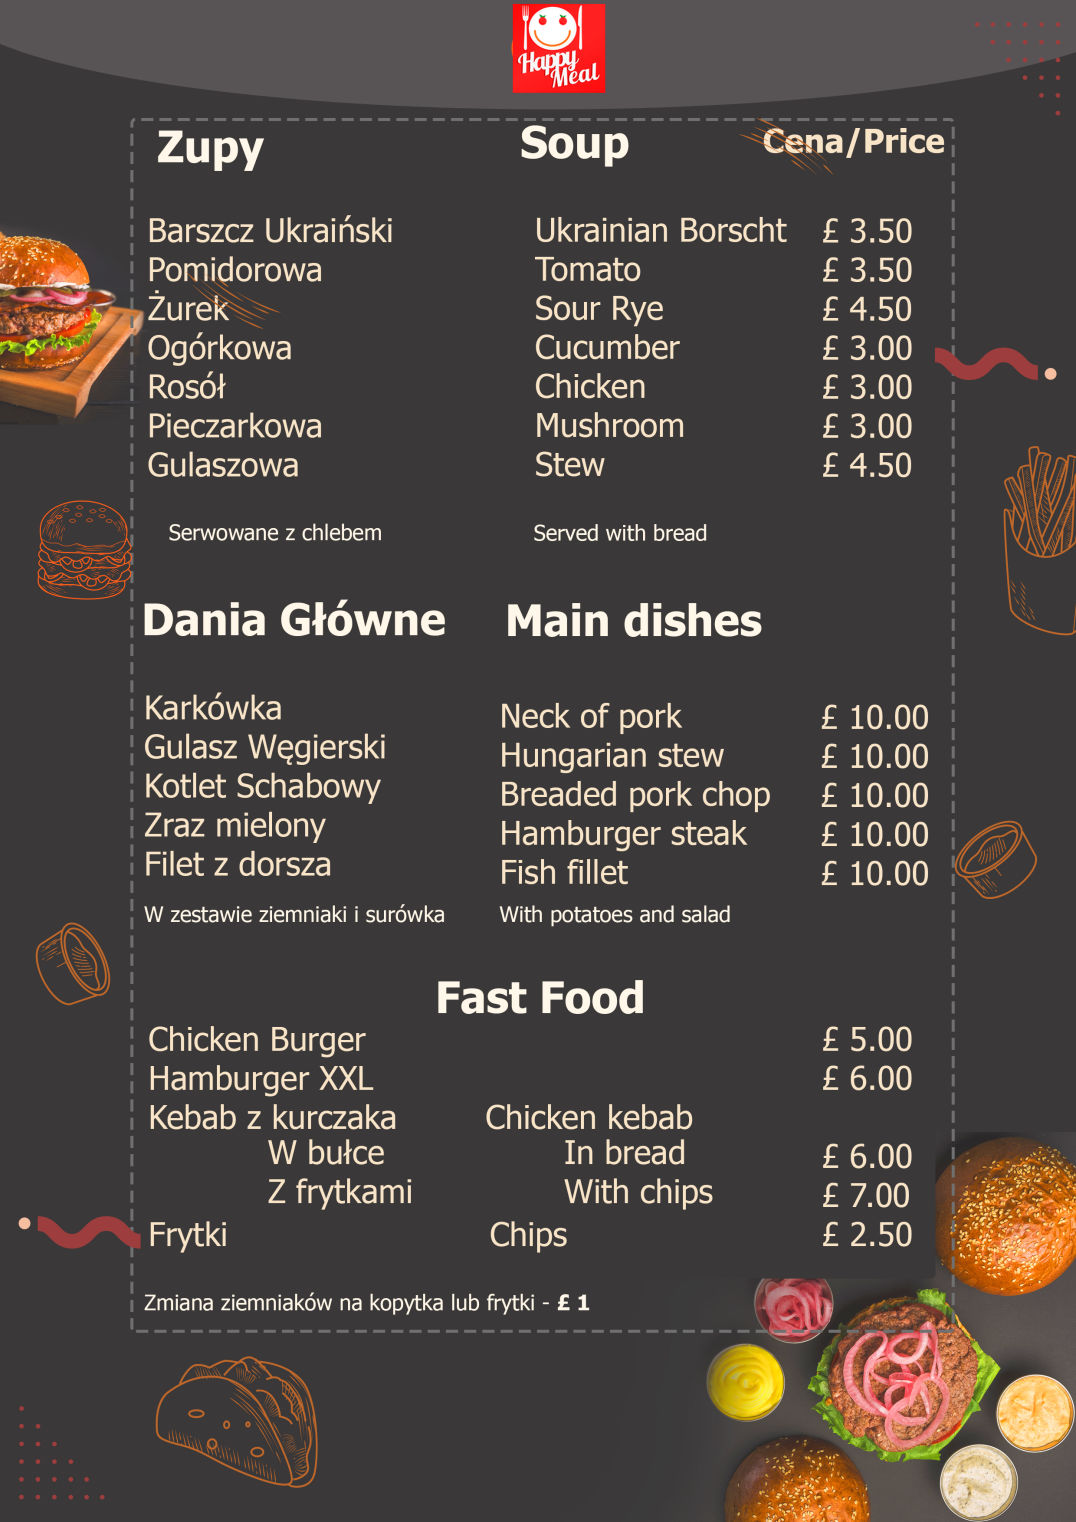 Happy
Meal
Zupy Soup Cena/Price
Barszcz Ukraiński Ukrainian Borscht £ 3.50
Pomidorowa Tomato £ 3.50
Żurek Sour Rye £ 4.50
Ogórkowa Cucumber £ 3.00
Rosół Chicken £ 3.00
Pieczarkowa Mushroom £ 3.00
Gulaszowa Stew £ 4.50
Serwowane z chlebem Served with bread
Dania Główne Main dishes
Karkówka Neck of pork £ 10.00
Gulasz Węgierski Hungarian stew £ 10.00
Kotlet Schabowy Breaded pork chop £ 10.00
Zraz mielony Hamburger steak £ 10.00
Filet z dorsza Fish fillet £ 10.00
W zestawie ziemniaki i surówka With potatoes and salad
Fast Food
Chicken Burger £ 5.00
Hamburger XXL £ 6.00
Kebab z kurczaka Chicken kebab
W bułce In bread £ 6.00
Z frytkami With chips £ 7.00
Frytki Chips £ 2.50
Zmiana ziemniaków na kopytka lub frytki - £ 1